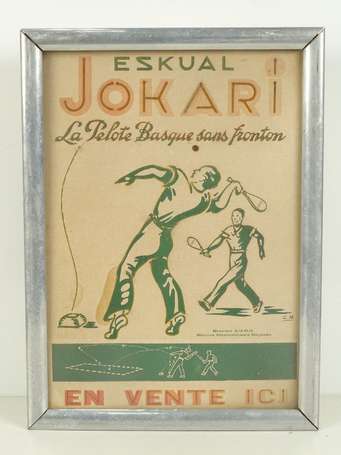 ESKUAL
JOKARI
La Pelote Basque sans fronton
EN VENTE ICI